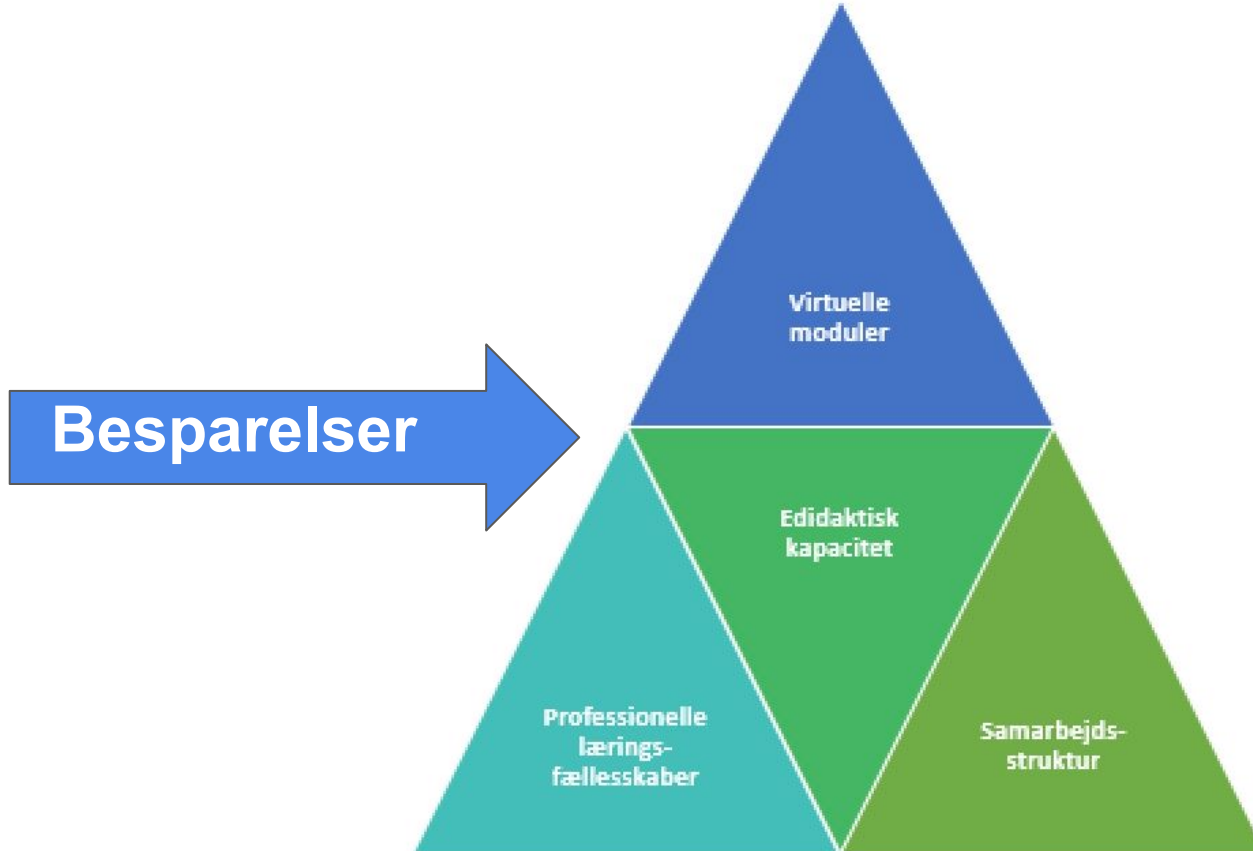 Virtuelle
moduler
Besparelser
Edidaktisk
kapacitet
Professionelle
lærings-
fællesskaber
Samarbejds-
struktur